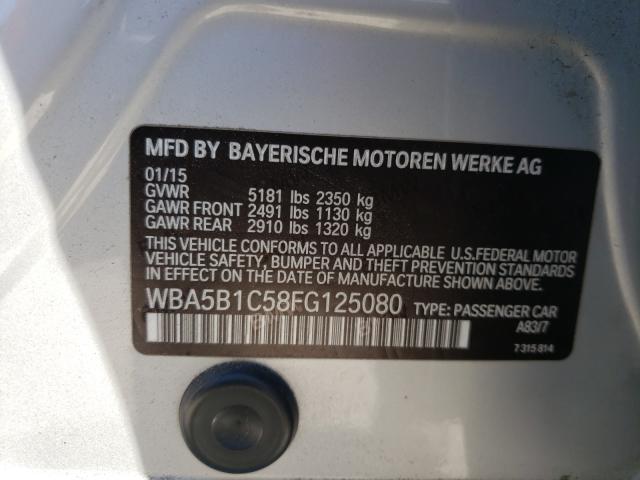 MFD BY BAYERISCHE MOTOREN WERKE AG
01/15
GVWR 5181 lbs 2350 kg
GAWR FRONT 2491 lbs 1130 kg
GAWR REAR 2910 lbs 1320 kg
THIS VEHICLE CONFORMS TO ALL APPLICABLE U.S.FEDERAL MOTOR
VEHICLE SAFETY, BUMPER AND THEFT PREVENTION STANDARDS
IN EFFECT ON THE DATE OF MANUFACTURE SHOWN ABOVE.
WBA5B1C58FG125080 TYPE: PASSENGER CAR
A83/7
7 315 814